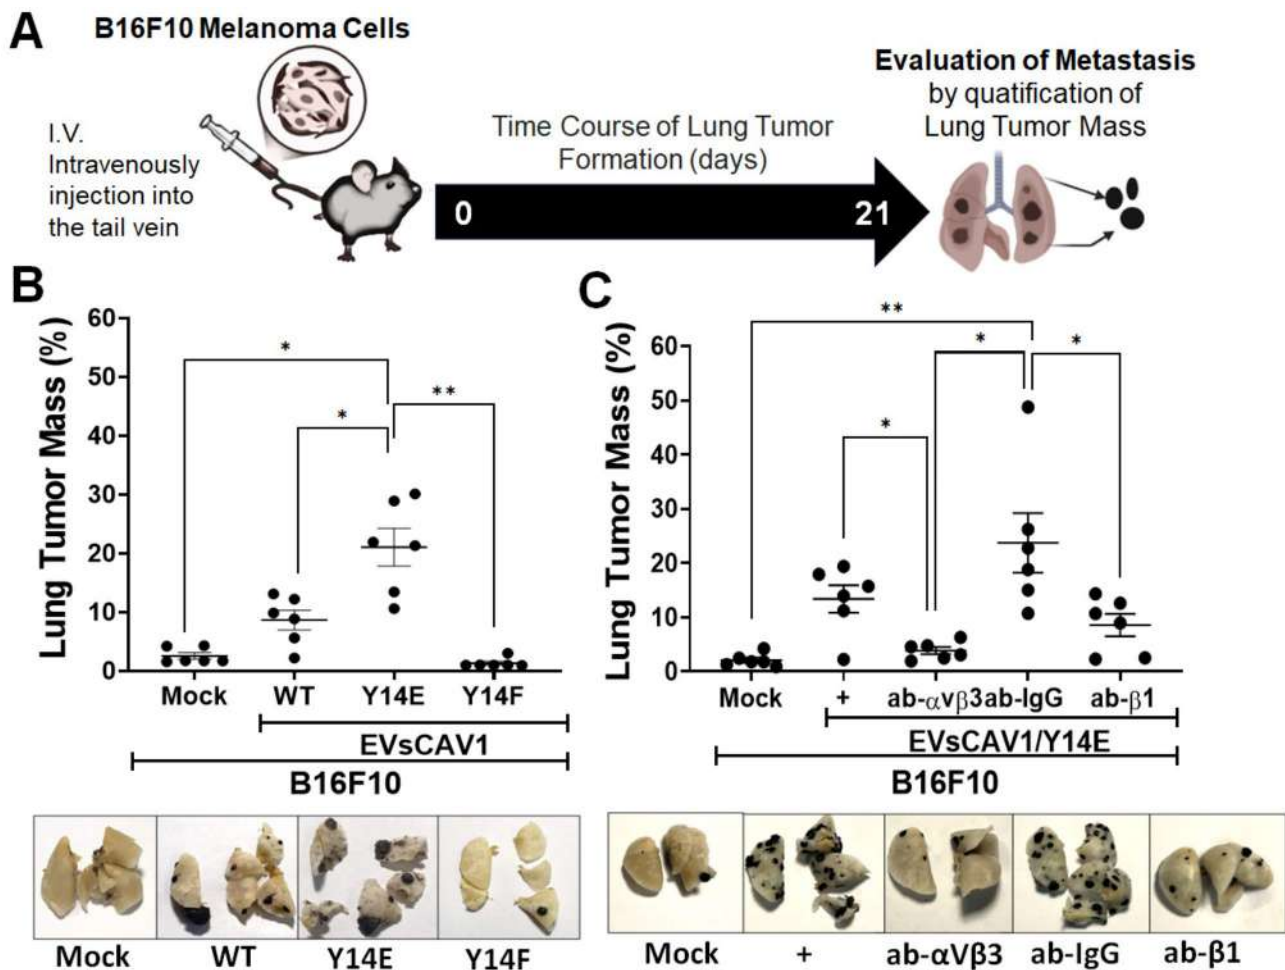 A
B16F10 Melanoma Cells
I.V.
Intravenously
injection into
the tail vein
Time Course of Lung Tumor
Formation (days)
0
21
Evaluation of Metastasis
by quatification of
Lung Tumor Mass
B
Lung Tumor Mass (%)
60
50
40
30
20
10
0
*
*
**
Mock WT Y14E Y14F
EVsCAV1
B16F10
Mock WT Y14E Y14F
C
Lung Tumor Mass (%)
60
50
40
30
20
10
0
**
*
*
*
Mock + ab-αvβ3 ab-IgG ab-β1
EVsCAV1/Y14E
B16F10
Mock + ab-αVβ3 ab-IgG ab-β1